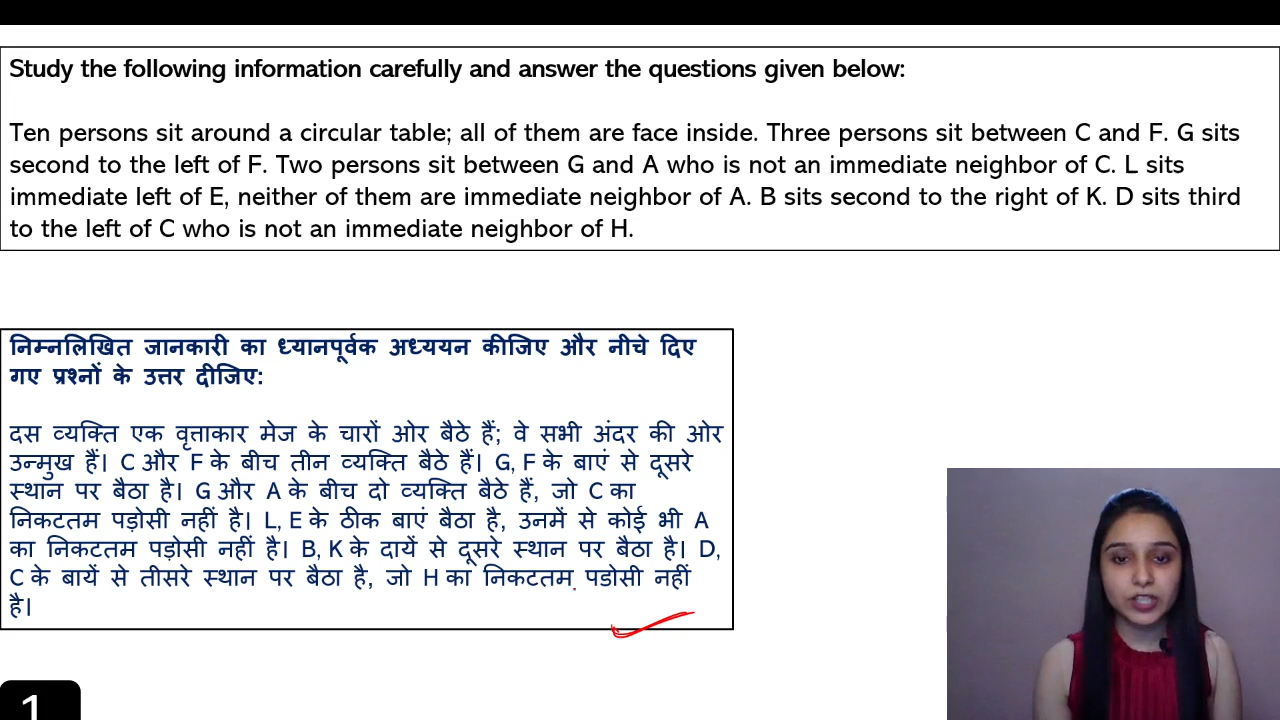 Study the following information carefully and answer the questions given below:
Ten persons sit around a circular table; all of them are face inside. Three persons sit between C and F. G sits
second to the left of F. Two persons sit between G and A who is not an immediate neighbor of C. L sits
immediate left of E, neither of them are immediate neighbor of A. B sits second to the right of K. D sits third
to the left of C who is not an immediate neighbor of H.
निम्नलिखित जानकारी का ध्यानपूर्वक अध्ययन कीजिए और नीचे दिए
गए प्रश्नों के उत्तर दीजिए:
दस व्यक्ति एक वृत्ताकार मेज के चारों ओर बैठे हैं; वे सभी अंदर की ओर
उन्मुख हैं। C और F के बीच तीन व्यक्ति बैठे हैं। G, F के बाएं से दूसरे
स्थान पर बैठा है। G और A के बीच दो व्यक्ति बैठे हैं, जो C का
निकटतम पड़ोसी नहीं है। L, E के ठीक बाएं बैठा है, उनमें से कोई भी A
का निकटतम पड़ोसी नहीं है। B, K के दायें से दूसरे स्थान पर बैठा है। D,
C के बायें से तीसरे स्थान पर बैठा है, जो H का निकटतम पडोसी नहीं
है।
1